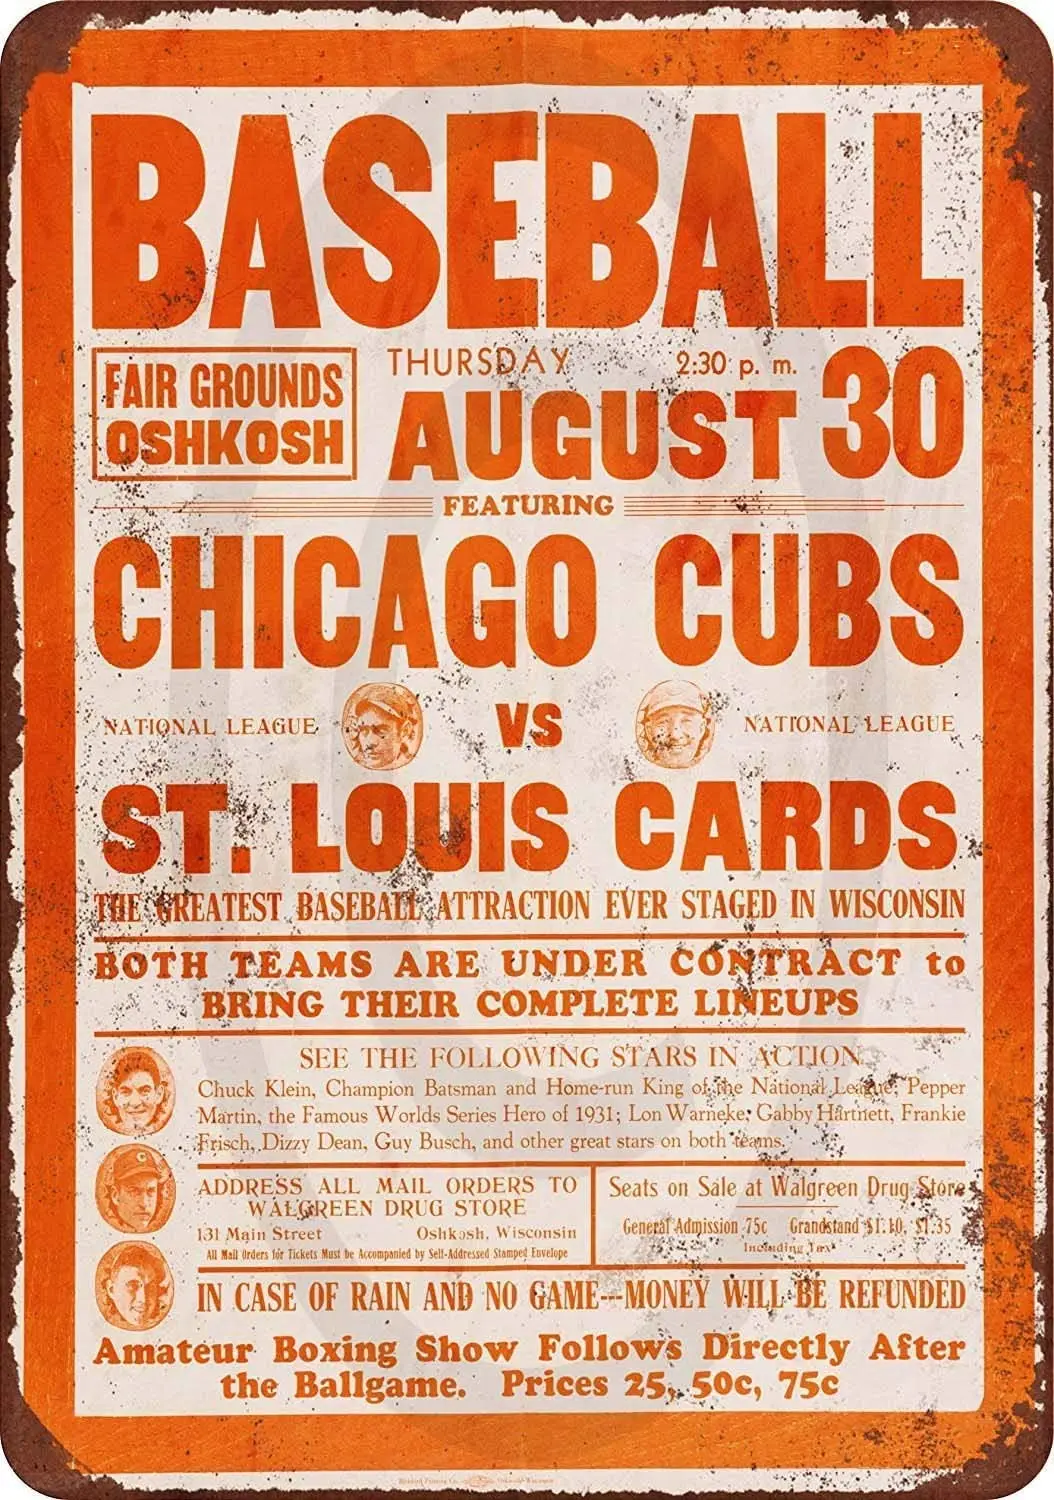 BASEBALL
FAIR GROUNDS
OSHKOSH
THURSDAY 2:30 p. m.
AUGUST 30
FEATURING
CHICAGO CUBS
NATIONAL LEAGUE VS NATIONAL LEAGUE
ST. LOUIS CARDS
THE GREATEST BASEBALL ATTRACTION EVER STAGED IN WISCONSIN
BOTH TEAMS ARE UNDER CONTRACT to
BRING THEIR COMPLETE LINEUPS
SEE THE FOLLOWING STARS IN ACTION
Chuck Klein, Champion Batsman and Home-run King of the National League; Pepper
Martin, the Famous Worlds Series Hero of 1931; Lon Warneke; Gabby Hartnett, Frankie
Frisch, Dizzy Dean, Guy Busch, and other great stars on both teams.
ADDRESS ALL MAIL ORDERS TO
WALGREEN DRUG STORE
131 Main Street Oshkosh, Wisconsin
All Mail Orders for Tickets Must be Accompanied by Self-Addressed Stamped Envelope
Seats on Sale at Walgreen Drug Store
General Admission 75c Grandstand $1.10, $1.35
Including Tax
IN CASE OF RAIN AND NO GAME---MONEY WILL BE REFUNDED
Amateur Boxing Show Follows Directly After
the Ballgame. Prices 25, 50c, 75c